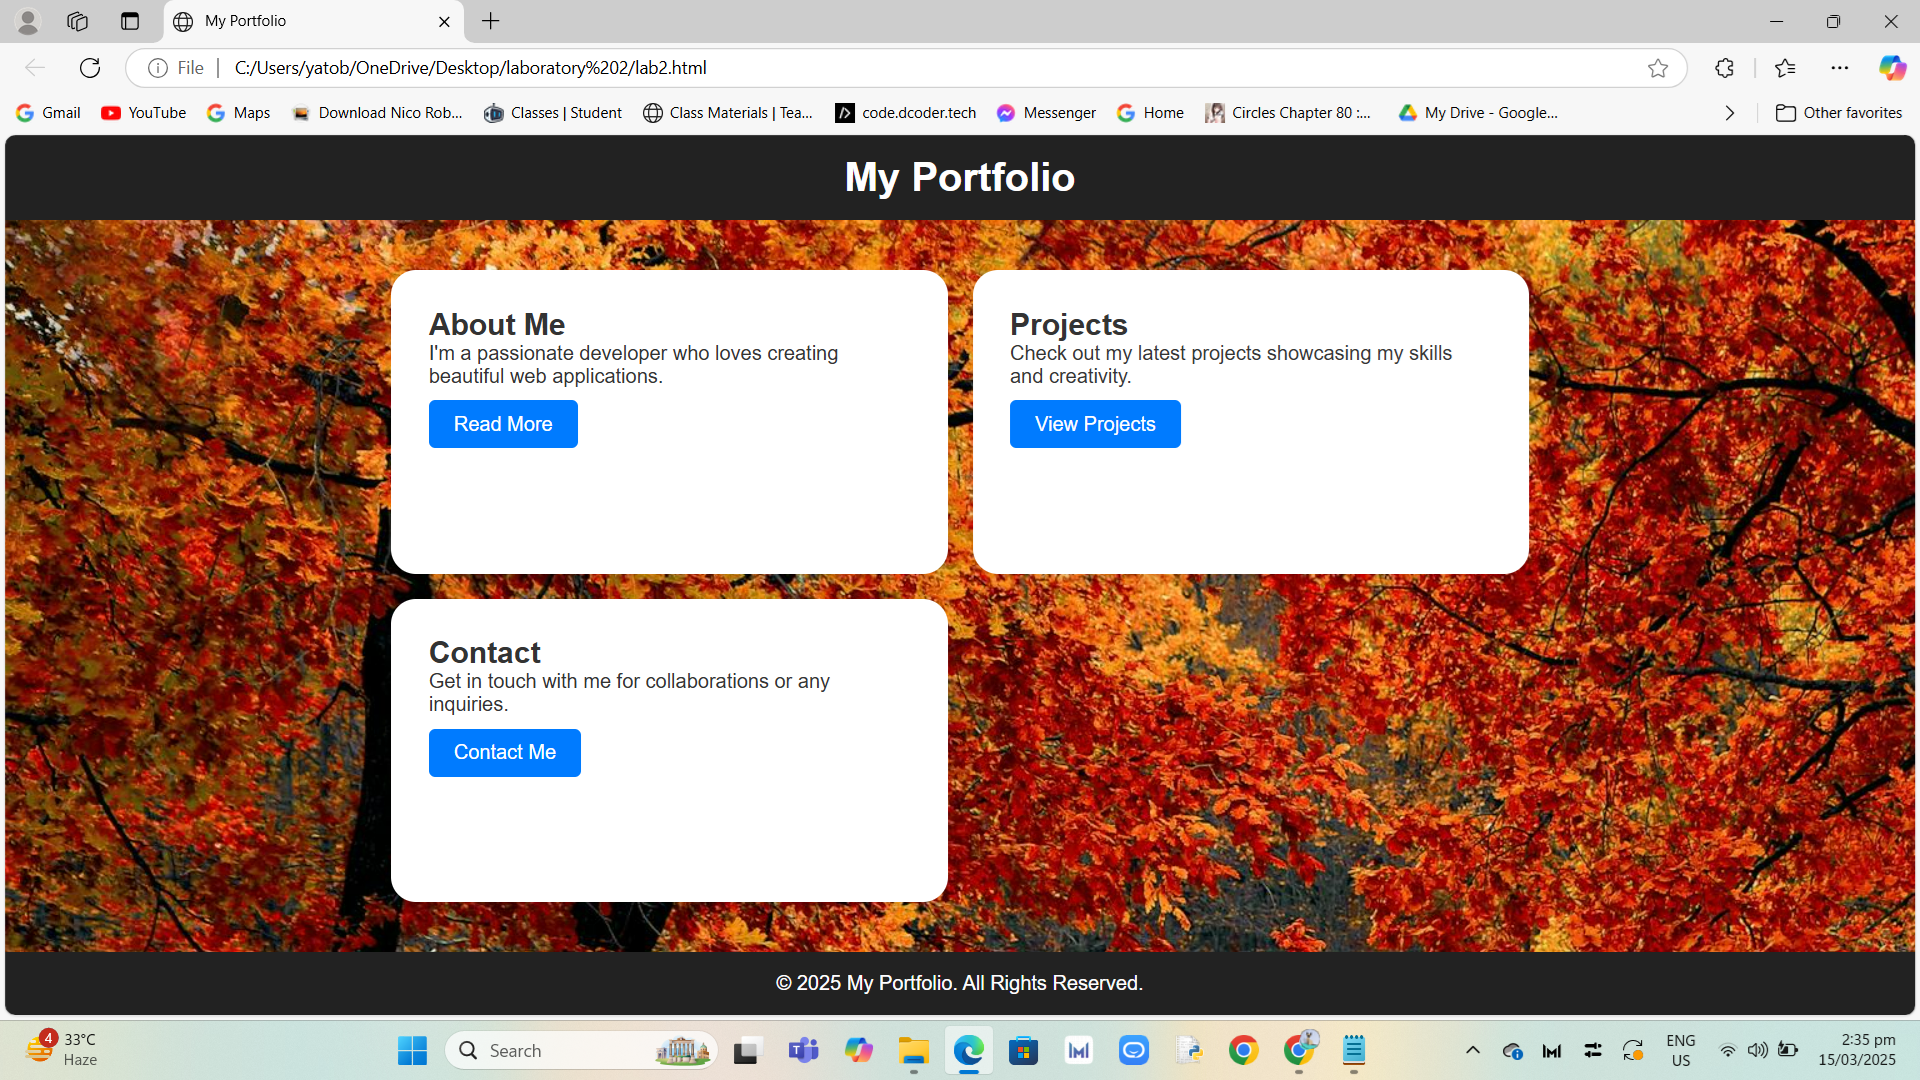 My Portfolio
File
C:/Users/yatob/OneDrive/Desktop/laboratory%202/lab2.html
Gmail
YouTube
Maps
Download Nico Rob...
Classes | Student
Class Materials | Tea...
code.dcoder.tech
Messenger
Home
Circles Chapter 80 :...
My Drive - Google...
Other favorites
My Portfolio
About Me
I'm a passionate developer who loves creating
beautiful web applications.
Read More
Projects
Check out my latest projects showcasing my skills
and creativity.
View Projects
Contact
Get in touch with me for collaborations or any
inquiries.
Contact Me
© 2025 My Portfolio. All Rights Reserved.
4
33°C
Haze
Search
ENG
US
2:35 pm
15/03/2025